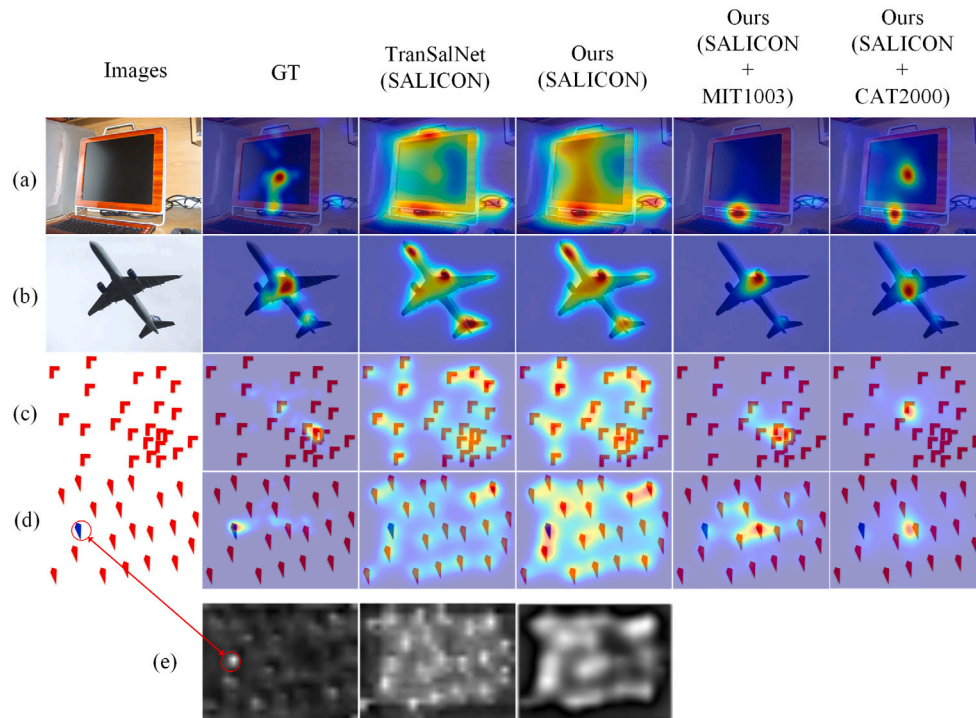 Images
GT
TranSalNet
(SALICON)
Ours
(SALICON)
Ours
(SALICON
+
MIT1003)
Ours
(SALICON
+
CAT2000)
(a)
(b)
(c)
(d)
(e)